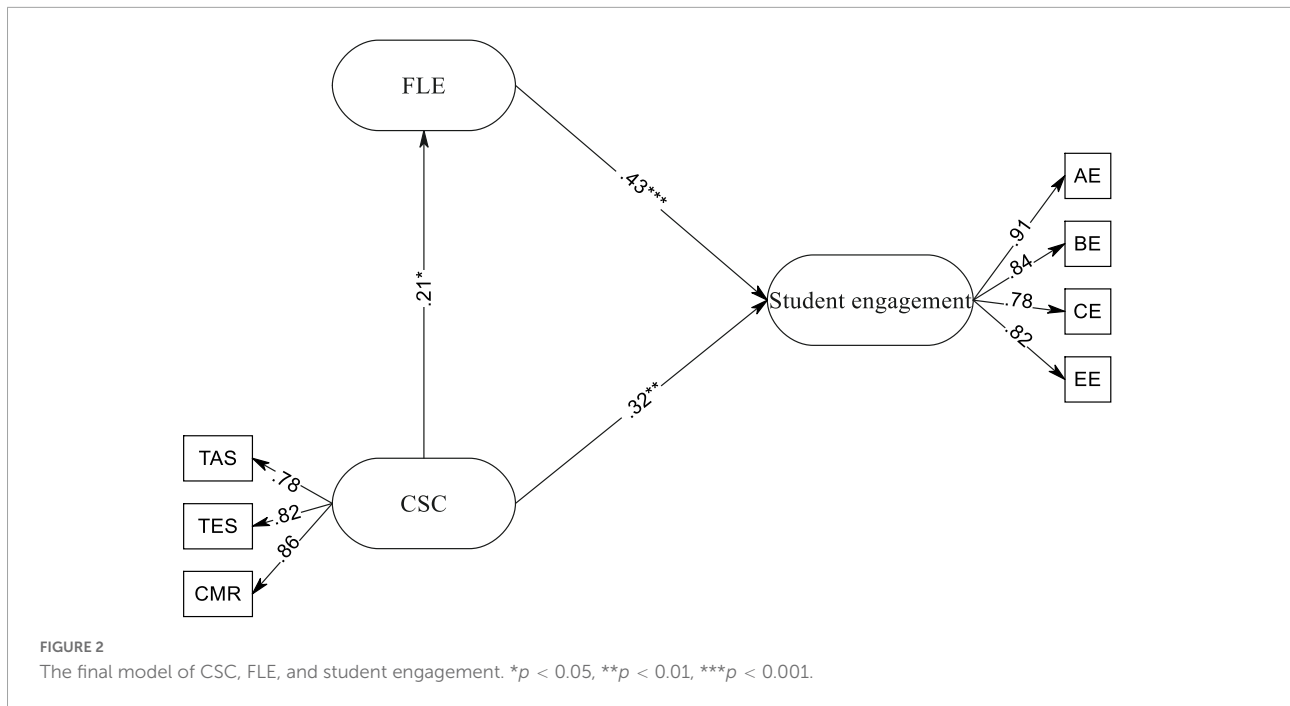 FLE
.43***
AE
.91
BE
.84
.21*
Student engagement
.78
CE
.82
EE
.32**
TAS
.78
CSC
.82
TES
.86
CMR
FIGURE 2
The final model of CSC, FLE, and student engagement. *p < 0.05, **p < 0.01, ***p < 0.001.